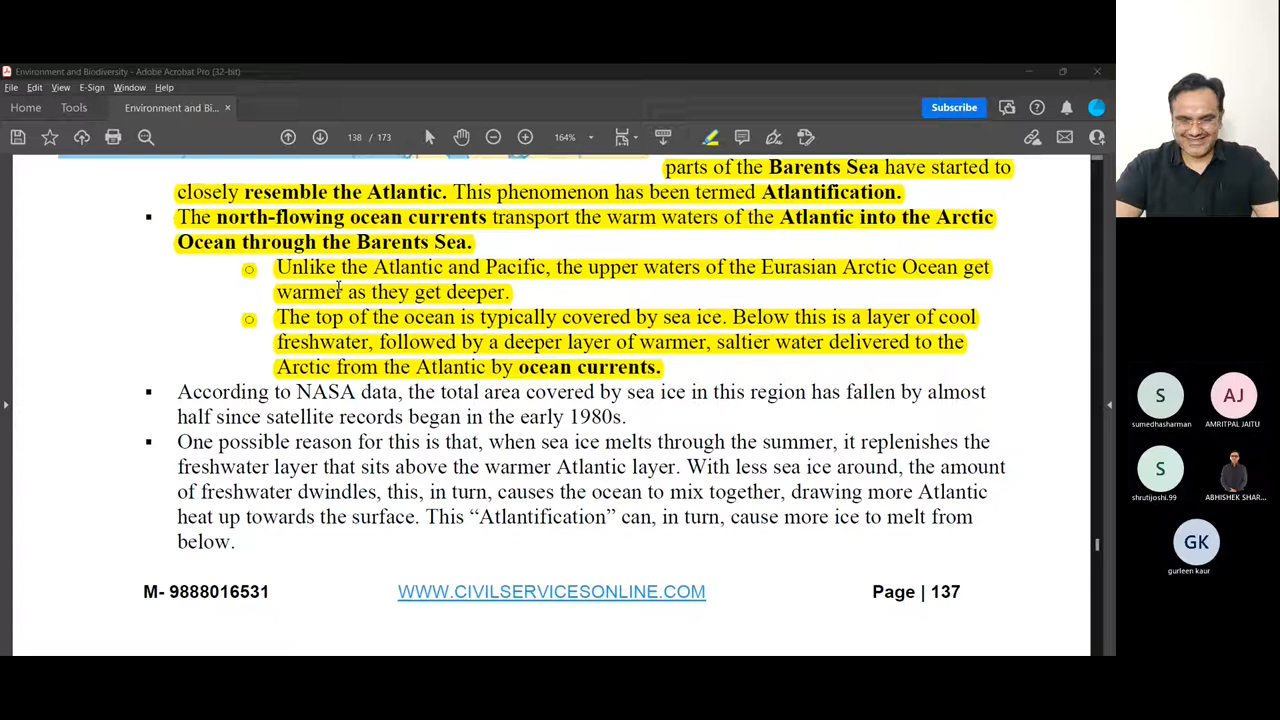 Environment and Biodiversity - Adobe Acrobat Pro (32-bit)
File Edit View E-Sign Window Help
Home Tools Environment and Bi... × Subscribe
138 / 173 164%
parts of the Barents Sea have started to
closely resemble the Atlantic. This phenomenon has been termed Atlantification.
▪ The north-flowing ocean currents transport the warm waters of the Atlantic into the Arctic
Ocean through the Barents Sea.
o Unlike the Atlantic and Pacific, the upper waters of the Eurasian Arctic Ocean get
warmer as they get deeper.
o The top of the ocean is typically covered by sea ice. Below this is a layer of cool
freshwater, followed by a deeper layer of warmer, saltier water delivered to the
Arctic from the Atlantic by ocean currents.
▪ According to NASA data, the total area covered by sea ice in this region has fallen by almost
half since satellite records began in the early 1980s.
▪ One possible reason for this is that, when sea ice melts through the summer, it replenishes the
freshwater layer that sits above the warmer Atlantic layer. With less sea ice around, the amount
of freshwater dwindles, this, in turn, causes the ocean to mix together, drawing more Atlantic
heat up towards the surface. This “Atlantification” can, in turn, cause more ice to melt from
below.
M- 9888016531 WWW.CIVILSERVICESONLINE.COM Page | 137
S AJ
sumedhasharman AMRITPAL JAITU
S
shrutijoshi.99 ABHISHEK SHAR...
GK
gurleen kaur